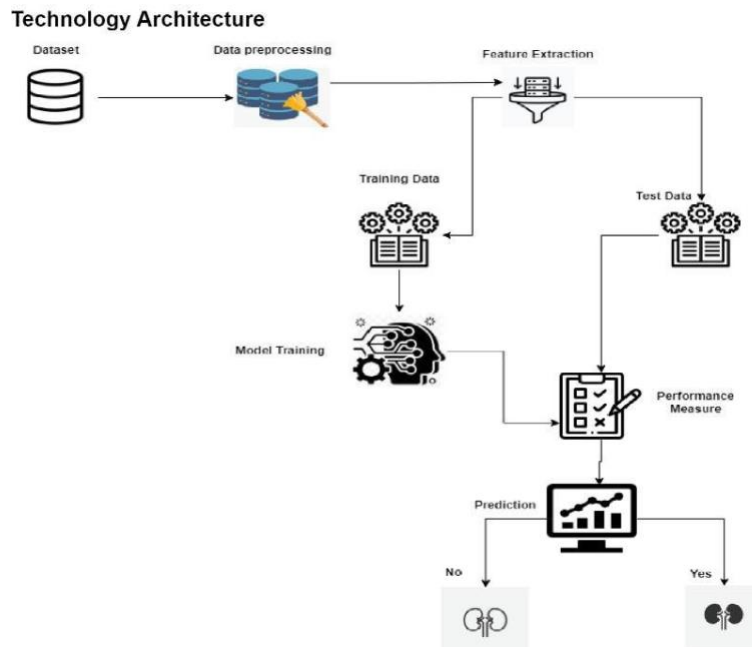 Technology Architecture
Dataset
Data preprocessing
Feature Extraction
Training Data
Test Data
Model Training
Performance
Measure
Prediction
No
Yes